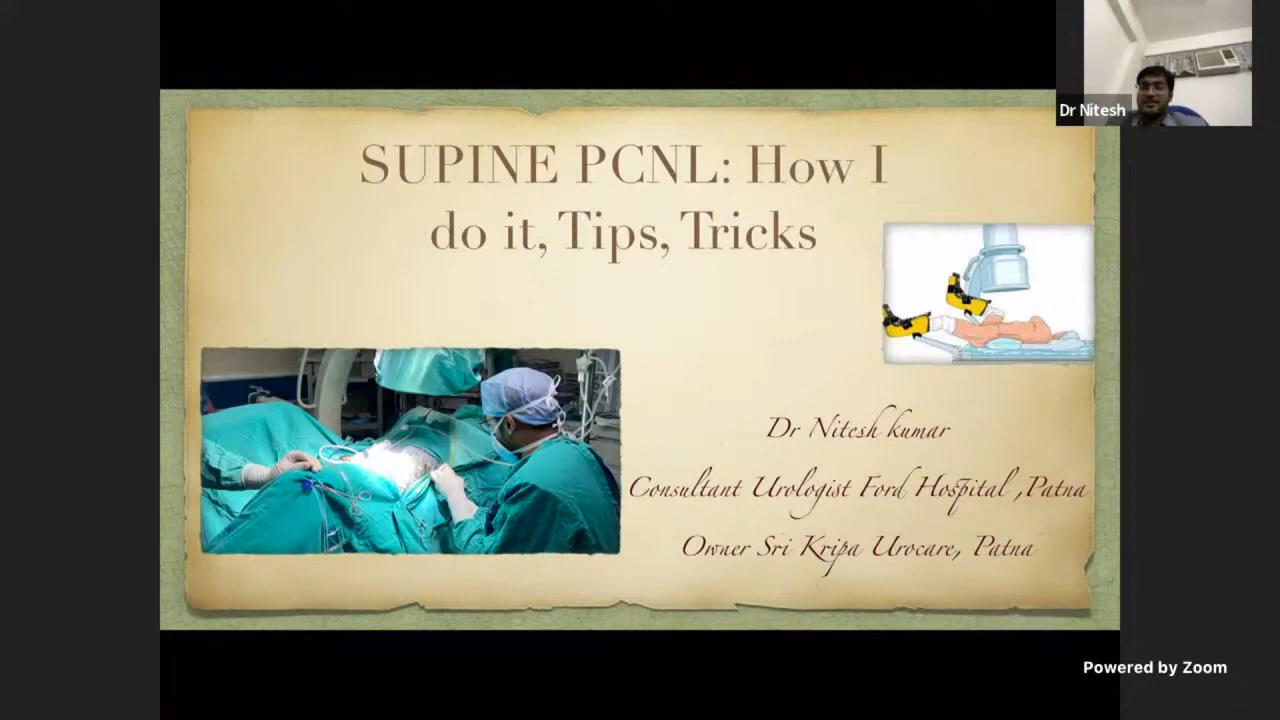 SUPINE PCNL: How I
do it, Tips, Tricks
Dr Nitesh
Dr Nitesh kumar
Consultant Urologist Ford Hospital ,Patna
Owner Sri Kripa Urocare, Patna
Powered by Zoom